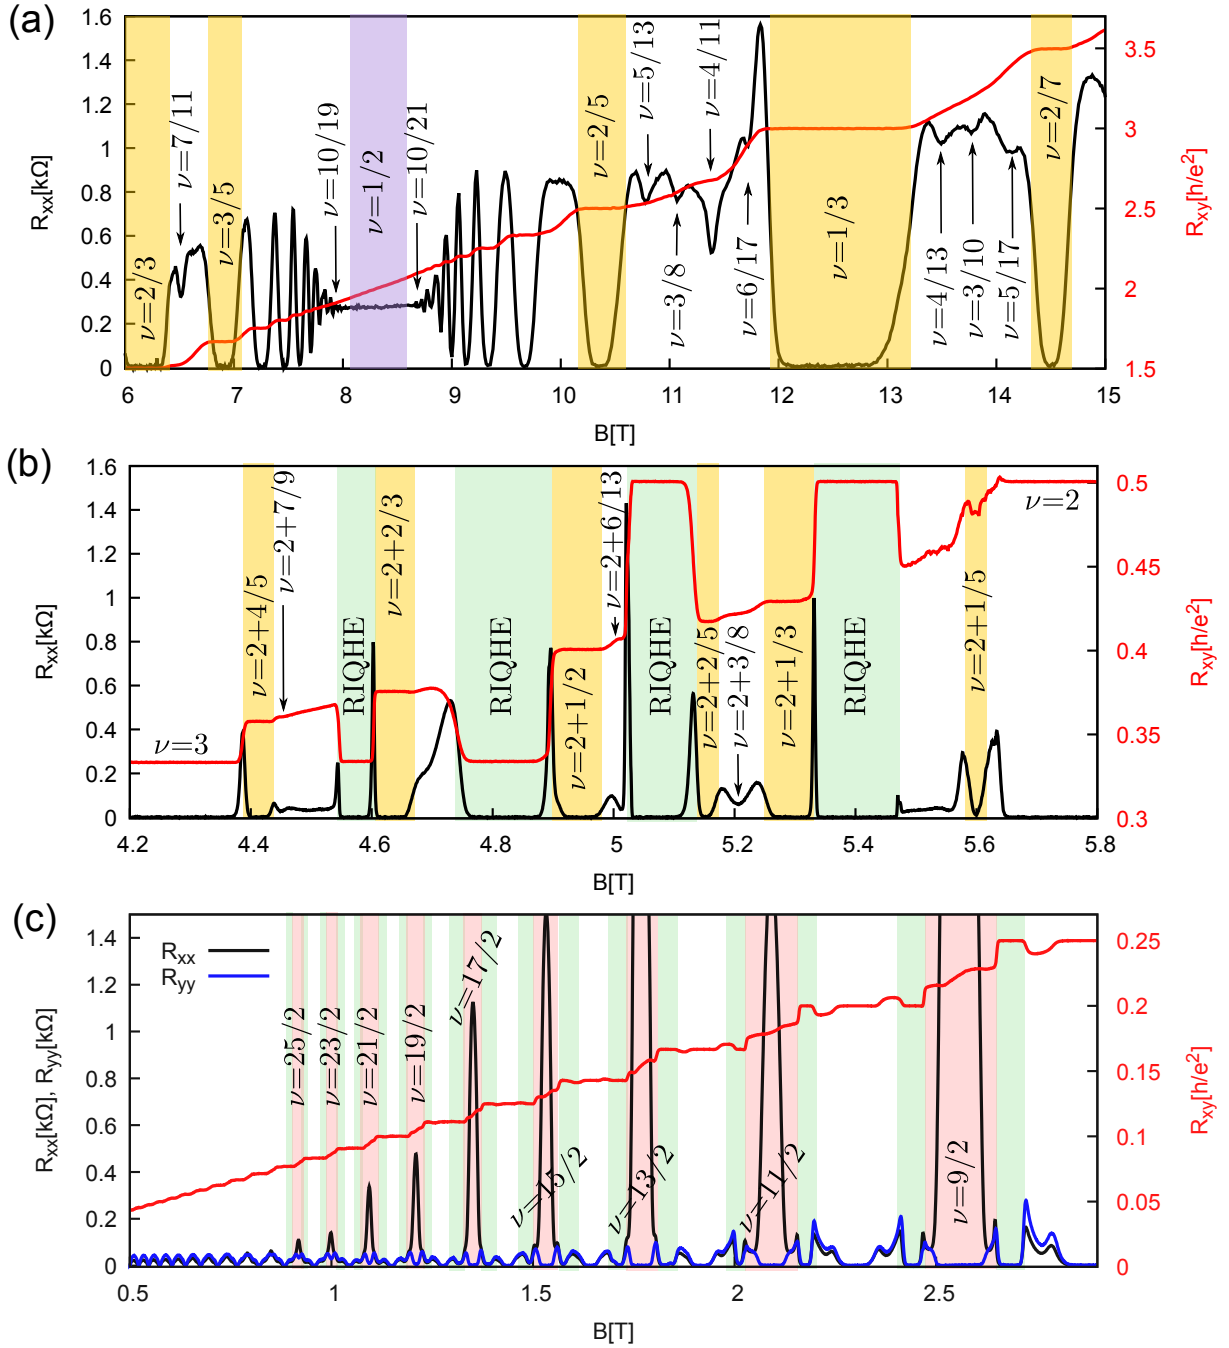 (a)
1.6
1.4
1.2
1
0.8
0.6
0.4
0.2
0
R_xx[kΩ]
ν=2/3
ν=7/11
ν=3/5
ν=10/19
ν=1/2
ν=10/21
ν=2/5
ν=5/13
ν=3/8
ν=4/11
ν=6/17
ν=1/3
ν=4/13
ν=3/10
ν=5/17
ν=2/7
3.5
3
2.5
2
1.5
R_xy[h/e²]
6 7 8 9 10 11 12 13 14 15
B[T]
(b)
1.6
1.4
1.2
1
0.8
0.6
0.4
0.2
0
R_xx[kΩ]
ν=3
ν=2+4/5
ν=2+7/9
RIQHE
ν=2+2/3
RIQHE
ν=2+1/2
ν=2+6/13
RIQHE
ν=2+2/5
ν=2+3/8
ν=2+1/3
RIQHE
ν=2+1/5
ν=2
0.5
0.45
0.4
0.35
0.3
R_xy[h/e²]
4.2 4.4 4.6 4.8 5 5.2 5.4 5.6 5.8
B[T]
(c)
1.4
1.2
1
0.8
0.6
0.4
0.2
0
R_xx[kΩ], R_yy[kΩ]
R_xx
R_yy
ν=25/2
ν=23/2
ν=21/2
ν=19/2
ν=17/2
ν=15/2
ν=13/2
ν=11/2
ν=9/2
0.25
0.2
0.15
0.1
0.05
0
R_xy[h/e²]
0.5 1 1.5 2 2.5
B[T]